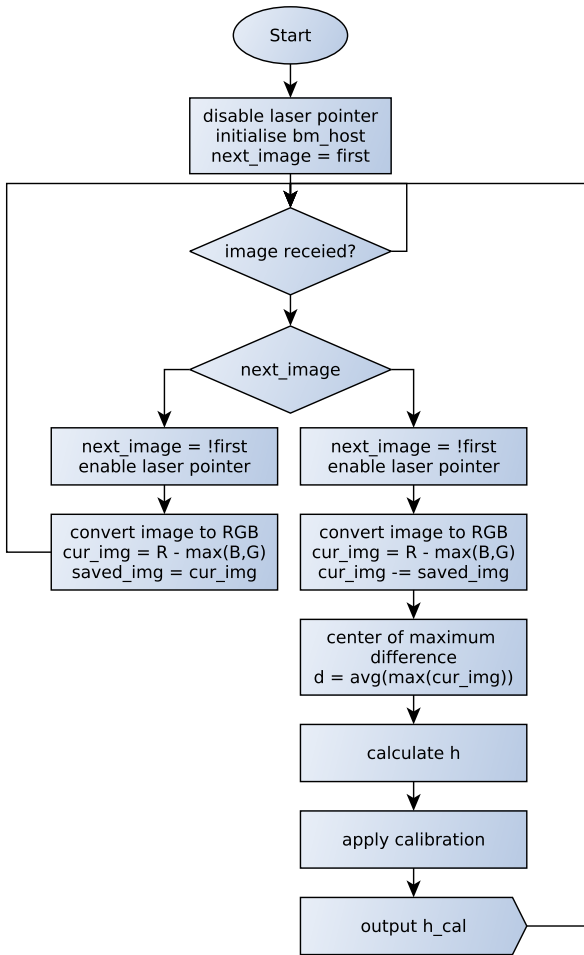 Start
disable laser pointer
initialise bm_host
next_image = first
image receied?
next_image
next_image = !first
enable laser pointer
convert image to RGB
cur_img = R - max(B,G)
saved_img = cur_img
next_image = !first
enable laser pointer
convert image to RGB
cur_img = R - max(B,G)
cur_img -= saved_img
center of maximum
difference
d = avg(max(cur_img))
calculate h
apply calibration
output h_cal